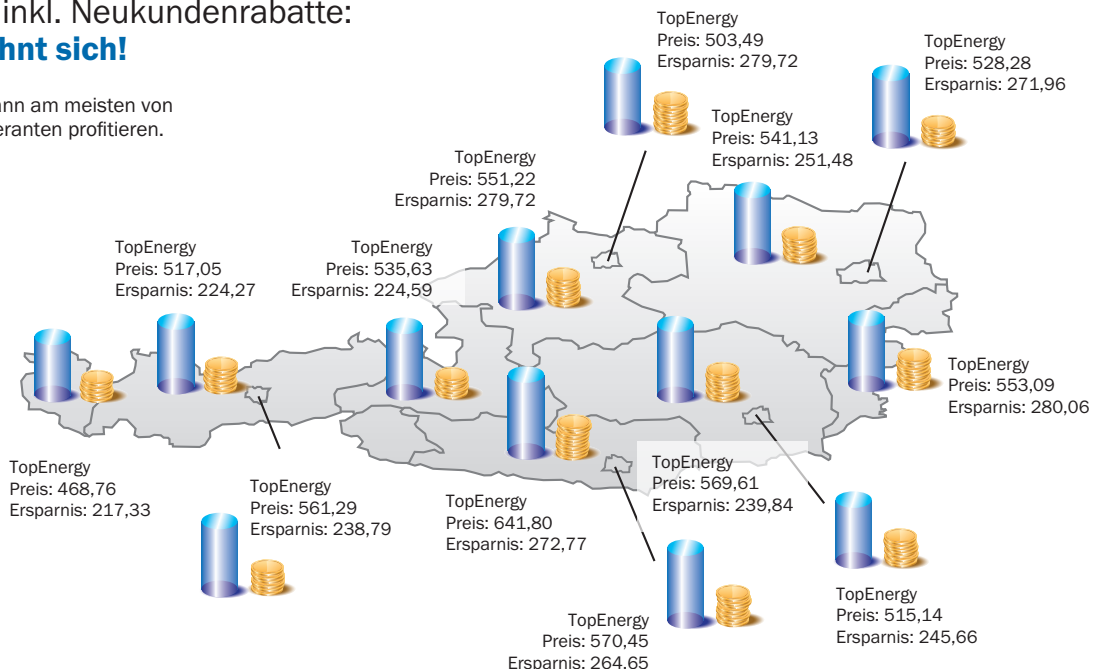 inkl. Neukundenrabatte:
hnt sich!
ann am meisten von
eranten profitieren.
TopEnergy
Preis: 503,49
Ersparnis: 279,72
TopEnergy
Preis: 528,28
Ersparnis: 271,96
TopEnergy
Preis: 541,13
Ersparnis: 251,48
TopEnergy
Preis: 551,22
Ersparnis: 279,72
TopEnergy
Preis: 517,05
Ersparnis: 224,27
TopEnergy
Preis: 535,63
Ersparnis: 224,59
TopEnergy
Preis: 553,09
Ersparnis: 280,06
TopEnergy
Preis: 468,76
Ersparnis: 217,33
TopEnergy
Preis: 561,29
Ersparnis: 238,79
TopEnergy
Preis: 641,80
Ersparnis: 272,77
TopEnergy
Preis: 569,61
Ersparnis: 239,84
TopEnergy
Preis: 570,45
Ersparnis: 264,65
TopEnergy
Preis: 515,14
Ersparnis: 245,66